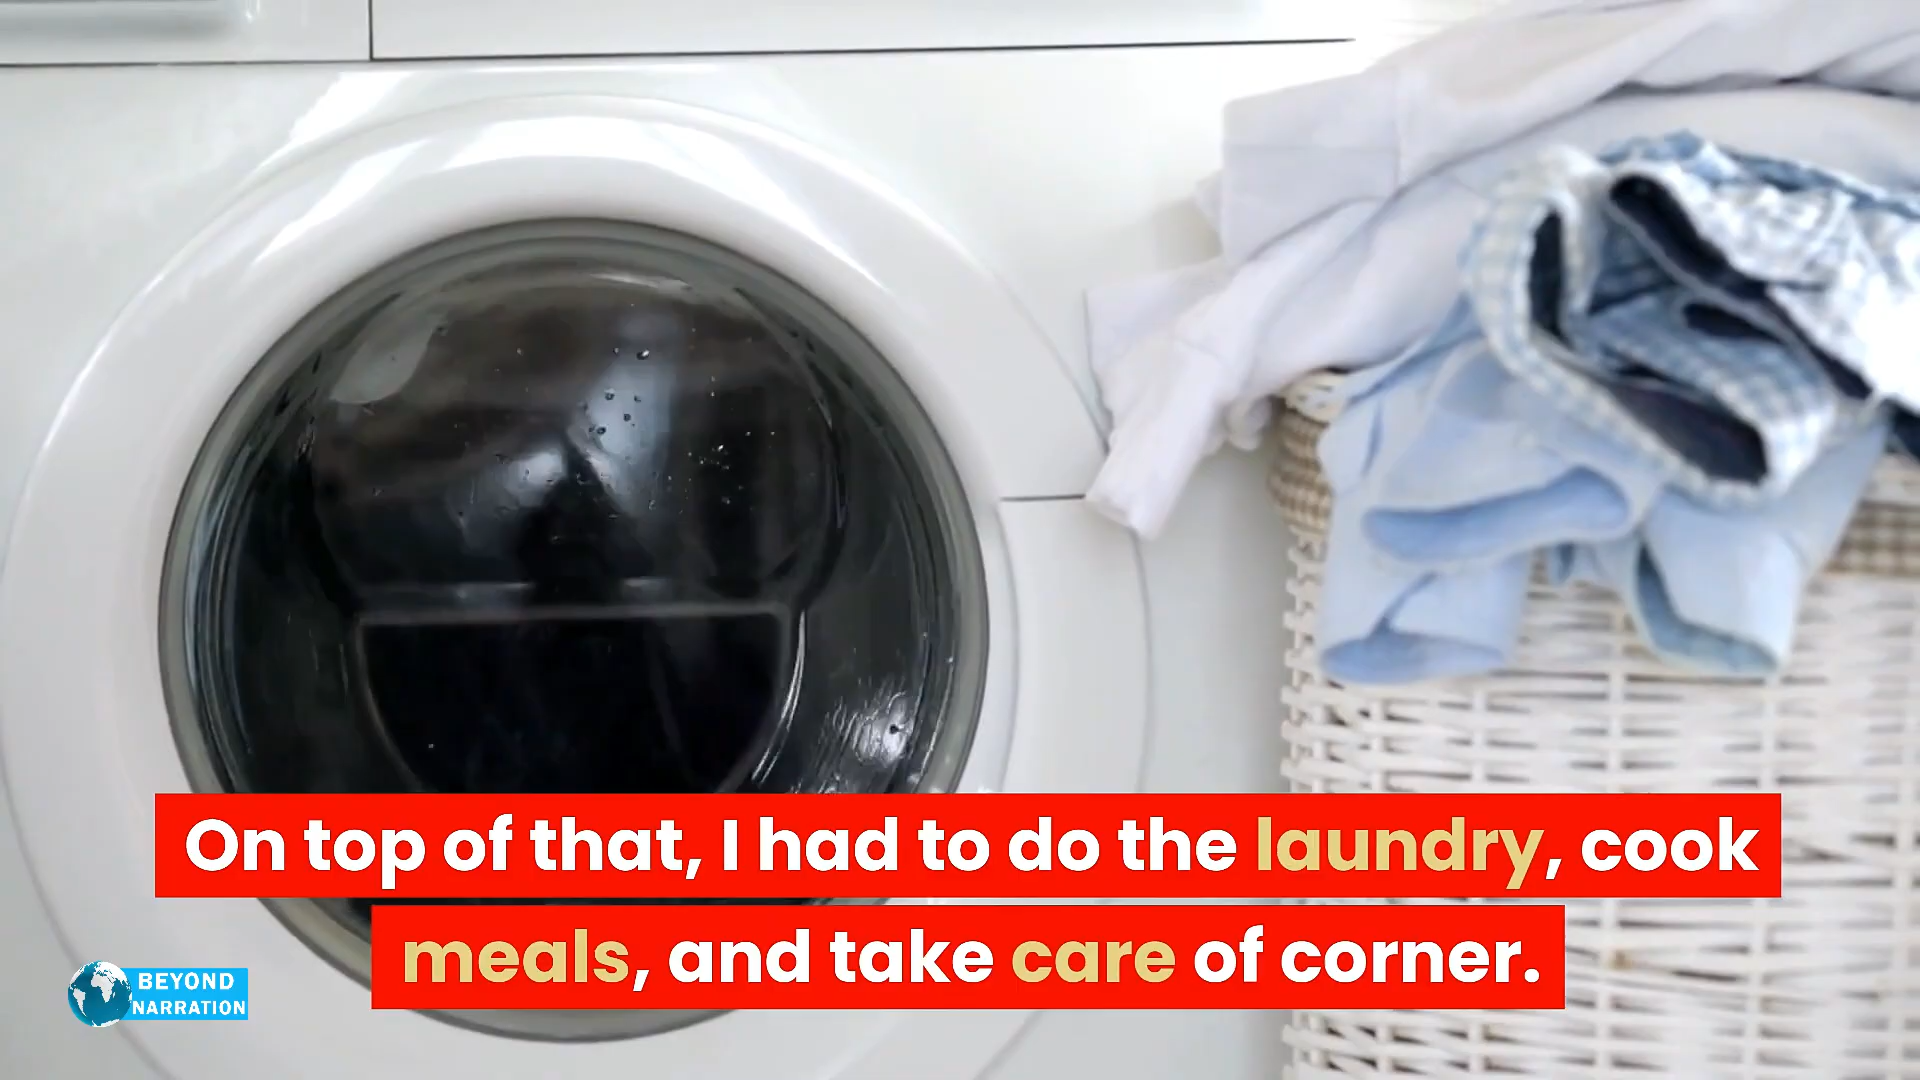 On top of that, I had to do the laundry, cook
meals, and take care of corner.
BEYOND
NARRATION